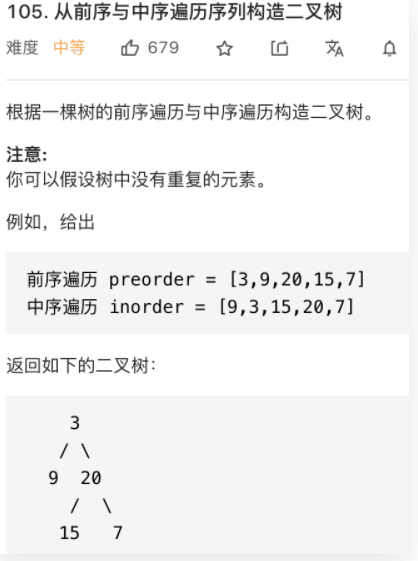 105. 从前序与中序遍历序列构造二叉树
难度 中等 679
根据一棵树的前序遍历与中序遍历构造二叉树。
注意:
你可以假设树中没有重复的元素。
例如，给出
前序遍历 preorder = [3,9,20,15,7]
中序遍历 inorder = [9,3,15,20,7]
返回如下的二叉树：
3
/ \
9 20
/ \
15 7